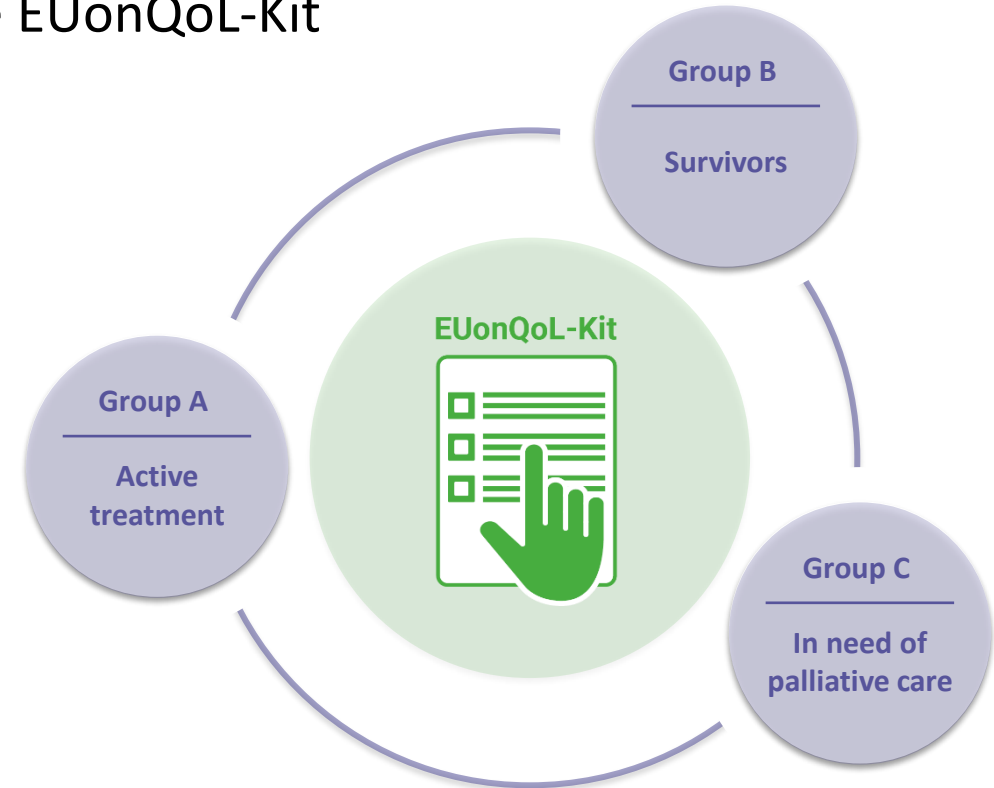 EUonQoL-Kit
Group B
Survivors
EUonQoL-Kit
Group A
Active
treatment
Group C
In need of
palliative care